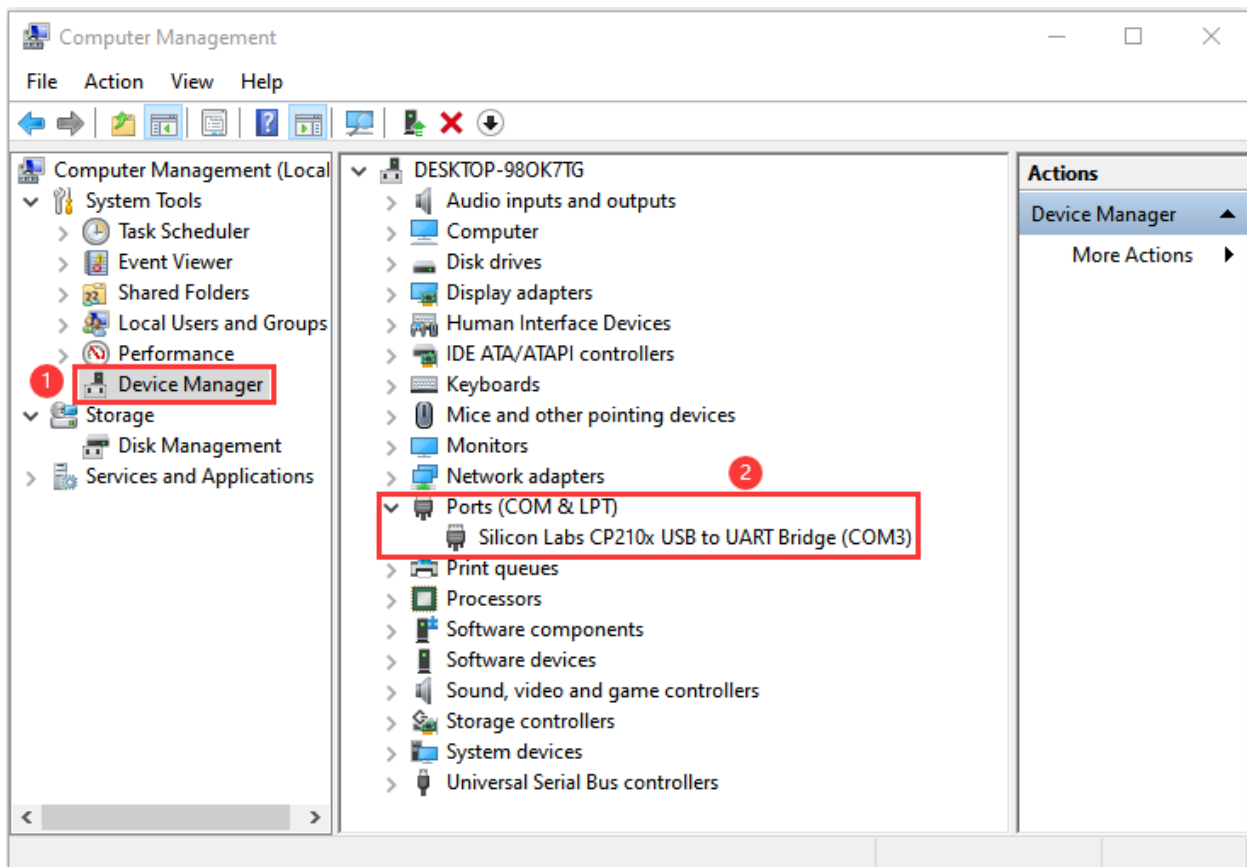 Computer Management
File Action View Help
Computer Management (Local
System Tools
Task Scheduler
Event Viewer
Shared Folders
Local Users and Groups
Performance
1
Device Manager
Storage
Disk Management
Services and Applications
DESKTOP-98OK7TG
Audio inputs and outputs
Computer
Disk drives
Display adapters
Human Interface Devices
IDE ATA/ATAPI controllers
Keyboards
Mice and other pointing devices
Monitors
Network adapters
2
Ports (COM & LPT)
Silicon Labs CP210x USB to UART Bridge (COM3)
Print queues
Processors
Software components
Software devices
Sound, video and game controllers
Storage controllers
System devices
Universal Serial Bus controllers
Actions
Device Manager
More Actions